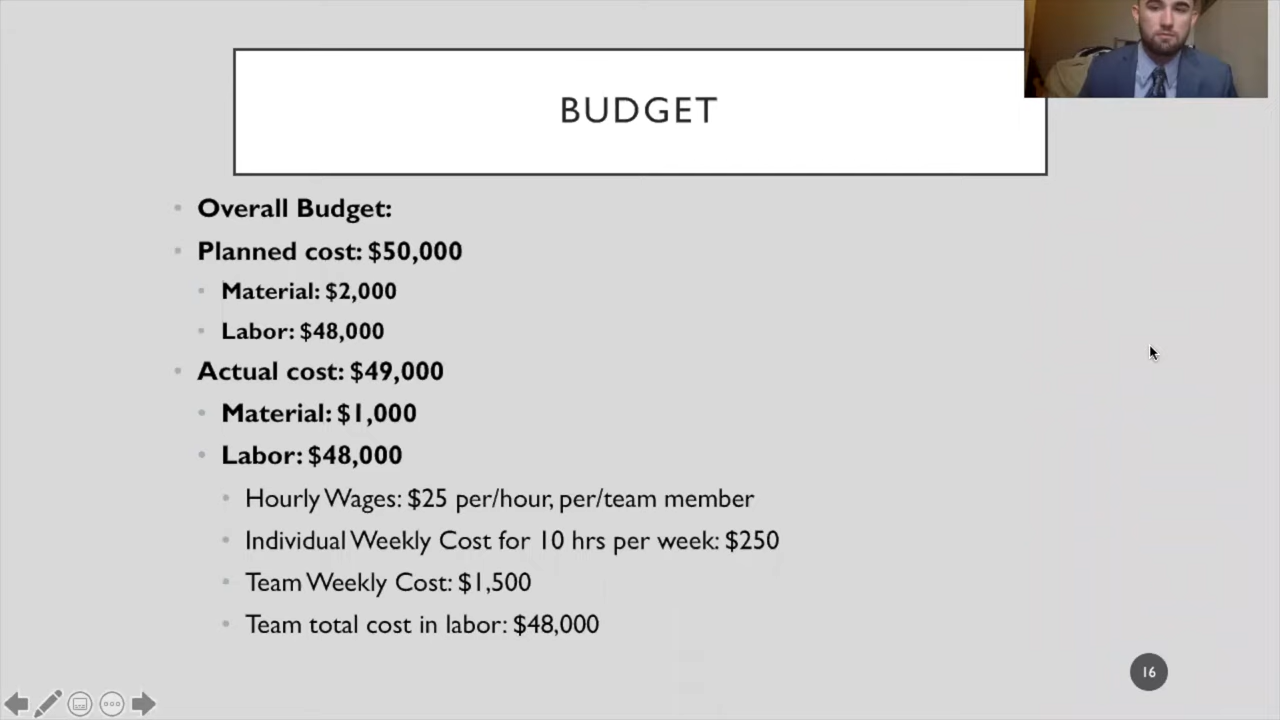 BUDGET
Overall Budget:
Planned cost: $50,000
Material: $2,000
Labor: $48,000
Actual cost: $49,000
Material: $1,000
Labor: $48,000
Hourly Wages: $25 per/hour, per/team member
Individual Weekly Cost for 10 hrs per week: $250
Team Weekly Cost: $1,500
Team total cost in labor: $48,000
16